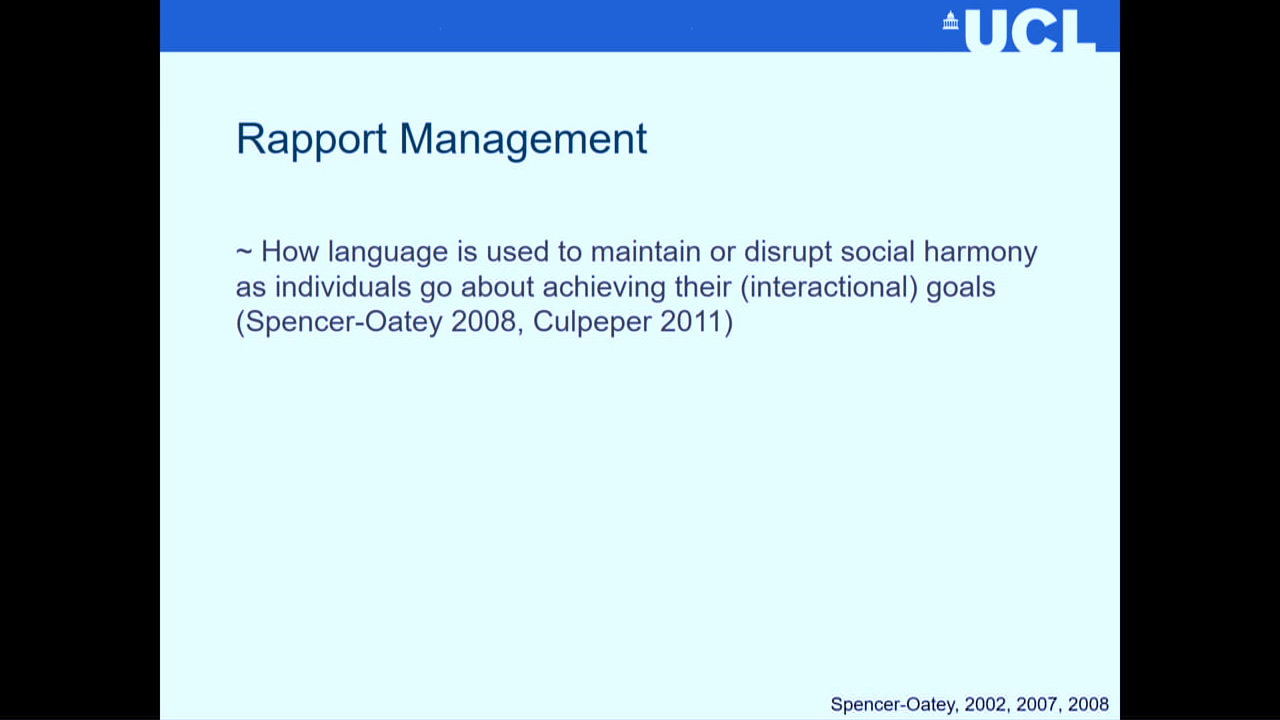 UCL
Rapport Management
~ How language is used to maintain or disrupt social harmony
as individuals go about achieving their (interactional) goals
(Spencer-Oatey 2008, Culpeper 2011)
Spencer-Oatey, 2002, 2007, 2008